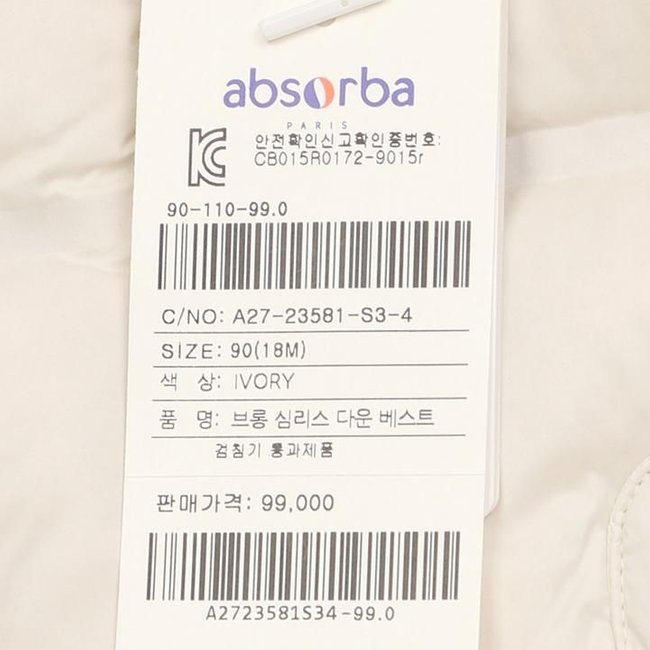 absorba
PARIS
안전확인신고확인증번호:
CB015R0172-9015r
90-110-99.0
C/NO: A27-23581-S3-4
SIZE: 90(18M)
색 상: IVORY
품 명: 브롱 심리스 다운 베스트
검침기 통과제품
판매가격: 99,000
A2723581S34-99.0